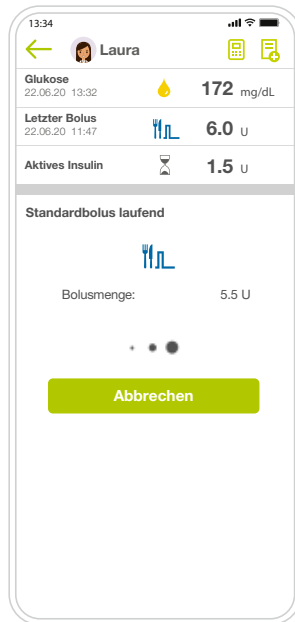 13:34
Laura
Glukose
22.06.20 13:32
172 mg/dL
Letzter Bolus
22.06.20 11:47
6.0 U
Aktives Insulin
1.5 U
Standardbolus laufend
Bolusmenge: 5.5 U
Abbrechen